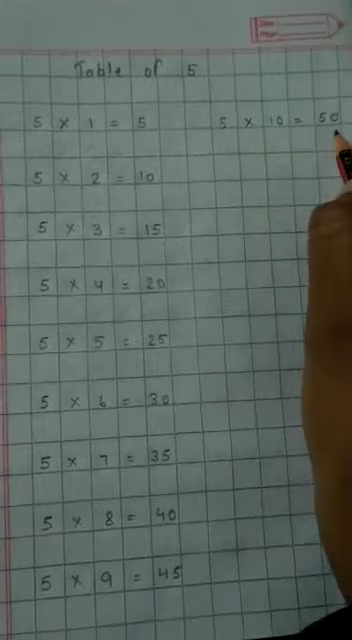 Table of 5
5 × 1 = 5
5 × 2 = 10
5 × 3 = 15
5 × 4 = 20
5 × 5 = 25
5 × 6 = 30
5 × 7 = 35
5 × 8 = 40
5 × 9 = 45
5 × 10 = 50